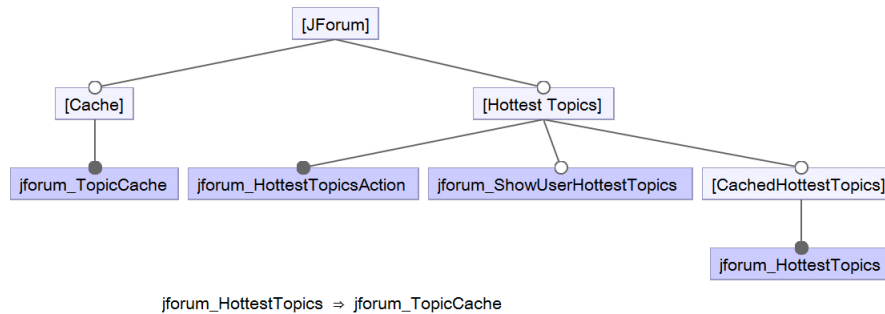 [JForum]
[Cache]
[Hottest Topics]
jforum_TopicCache
jforum_HottestTopicsAction
jforum_ShowUserHottestTopics
[CachedHottestTopics]
jforum_HottestTopics
jforum_HottestTopics ⇒ jforum_TopicCache